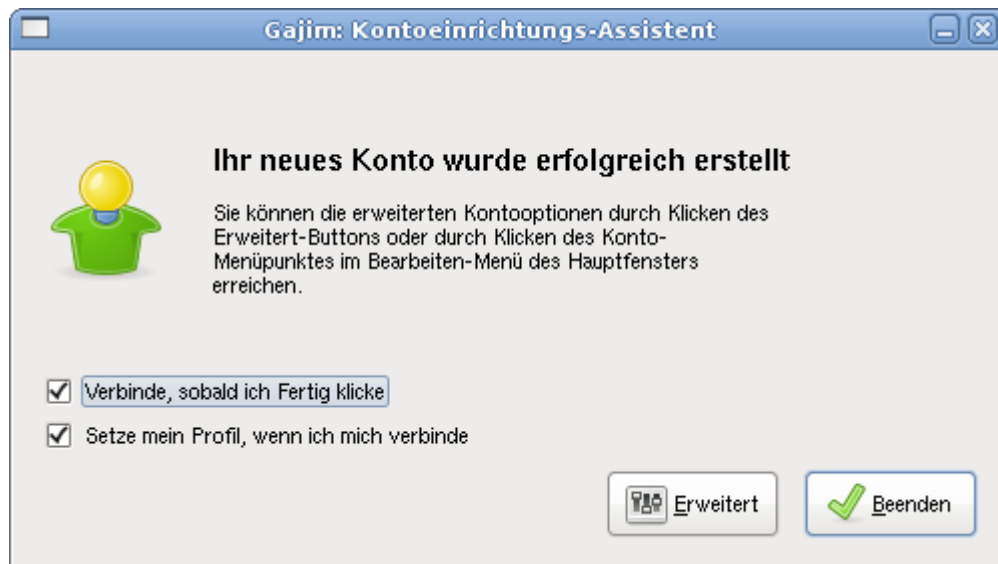 Gajim: Kontoeinrichtungs-Assistent
Ihr neues Konto wurde erfolgreich erstellt
Sie können die erweiterten Kontooptionen durch Klicken des
Erweitert-Buttons oder durch Klicken des Konto-
Menüpunktes im Bearbeiten-Menü des Hauptfensters
erreichen.
Verbinde, sobald ich Fertig klicke
Setze mein Profil, wenn ich mich verbinde
Erweitert
Beenden